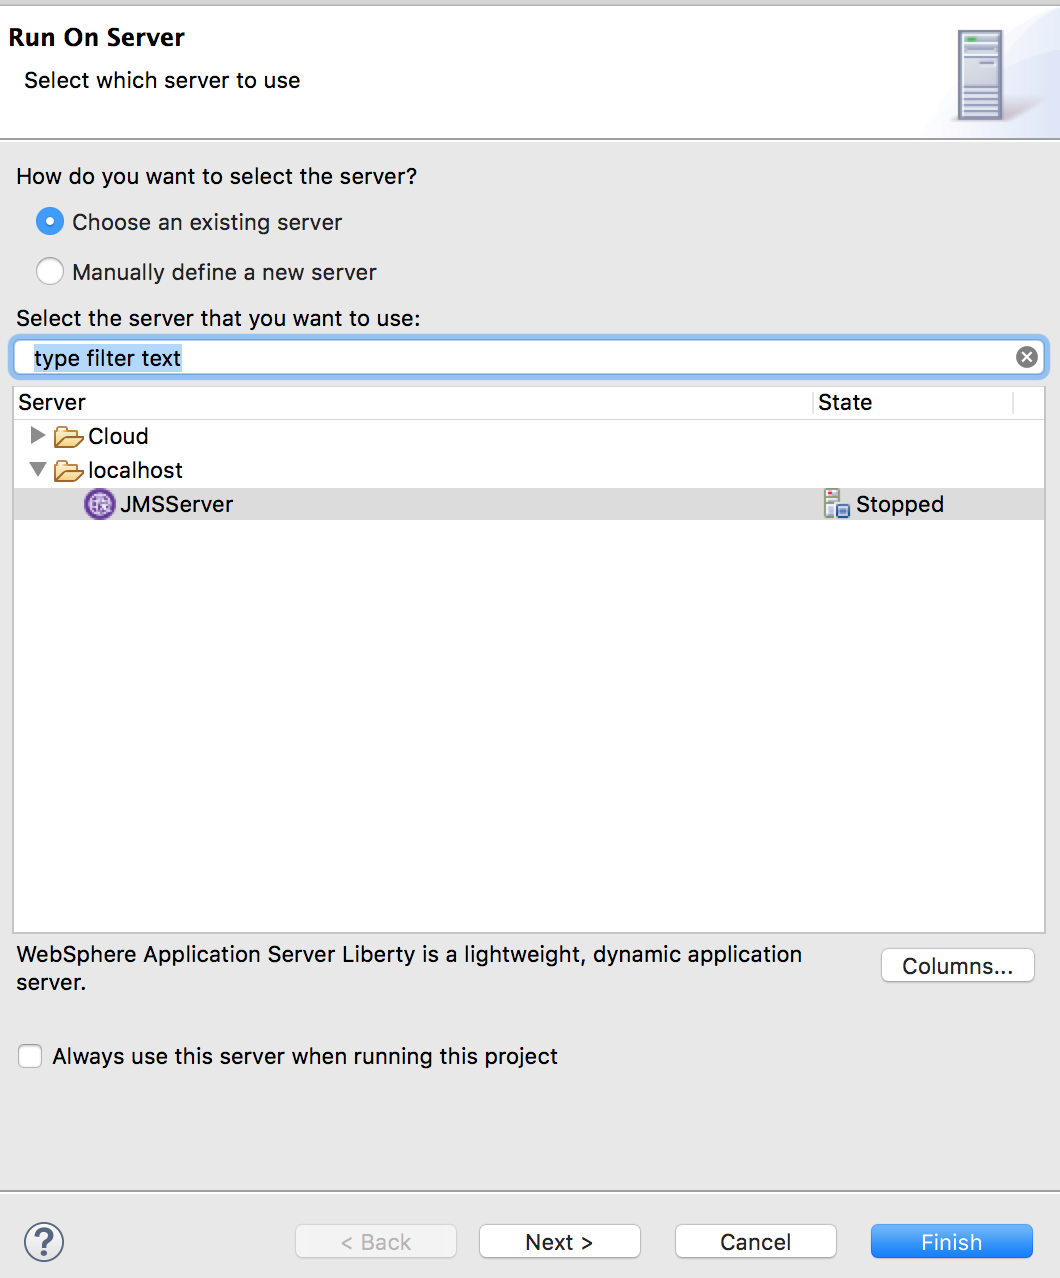 Run On Server
Select which server to use
How do you want to select the server?
Choose an existing server
Manually define a new server
Select the server that you want to use:
type filter text
Server State
Cloud
localhost
JMSServer Stopped
WebSphere Application Server Liberty is a lightweight, dynamic application
server.
Columns...
Always use this server when running this project
? < Back Next > Cancel Finish